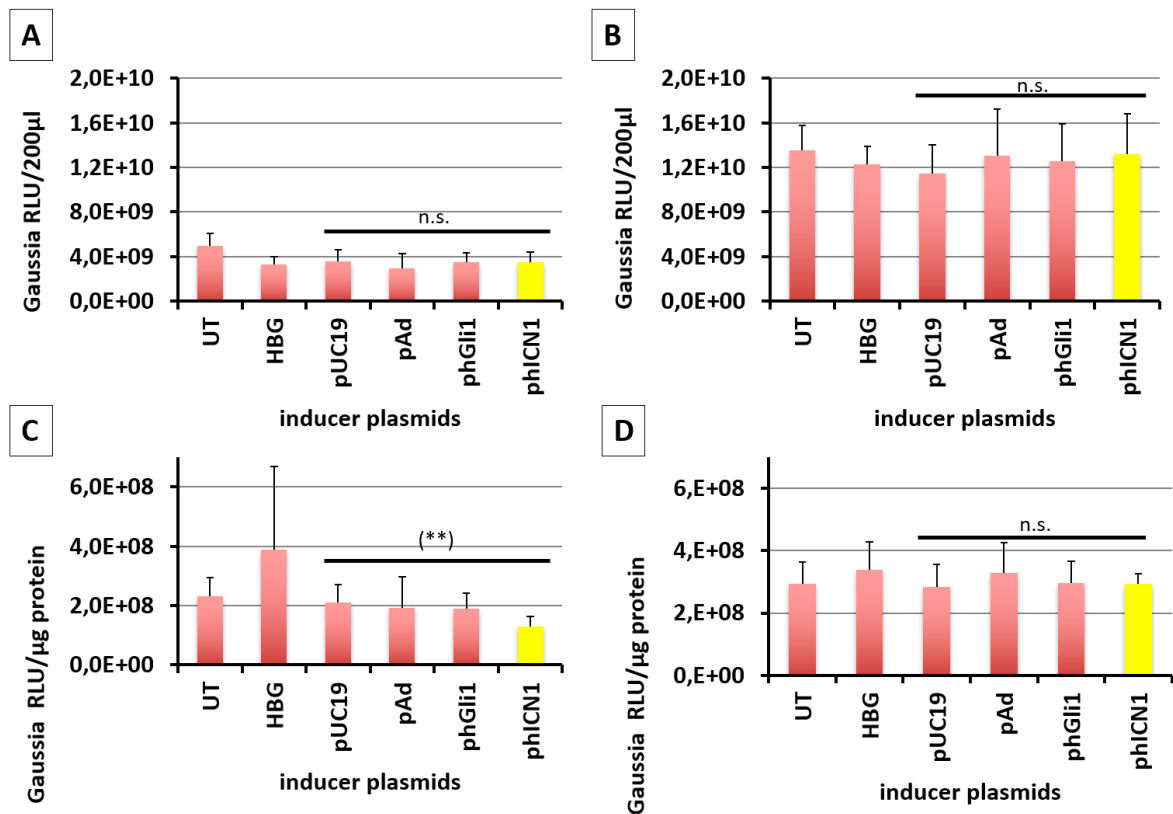 A
Gaussia RLU/200µl
2,0E+10
1,6E+10
1,2E+10
8,0E+09
4,0E+09
0,0E+00
n.s.
UT
HBG
pUC19
pAd
phGli1
phICN1
inducer plasmids
B
Gaussia RLU/200µl
2,0E+10
1,6E+10
1,2E+10
8,0E+09
4,0E+09
0,0E+00
n.s.
UT
HBG
pUC19
pAd
phGli1
phICN1
inducer plasmids
C
Gaussia RLU/µg protein
6,0E+08
4,0E+08
2,0E+08
0,0E+00
(**)
UT
HBG
pUC19
pAd
phGli1
phICN1
inducer plasmids
D
Gaussia RLU/µg protein
6,E+08
4,E+08
2,E+08
0,E+00
n.s.
UT
HBG
pUC19
pAd
phGli1
phICN1
inducer plasmids